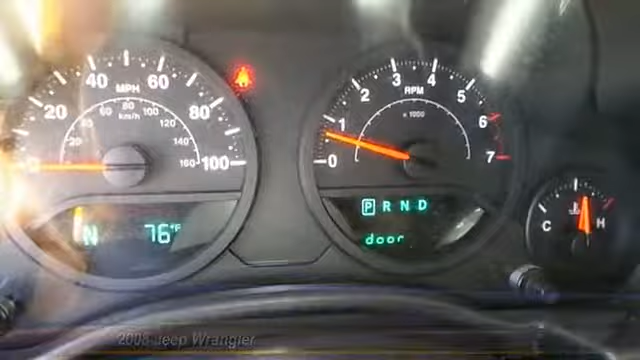 20 40 60 80 100
MPH
20 40 60 80 100 120 140 160
km/h
0 1 2 3 4 5 6 7
RPM
x 1000
N 76°F
P R N D
door
C H
2008 Jeep Wrangler